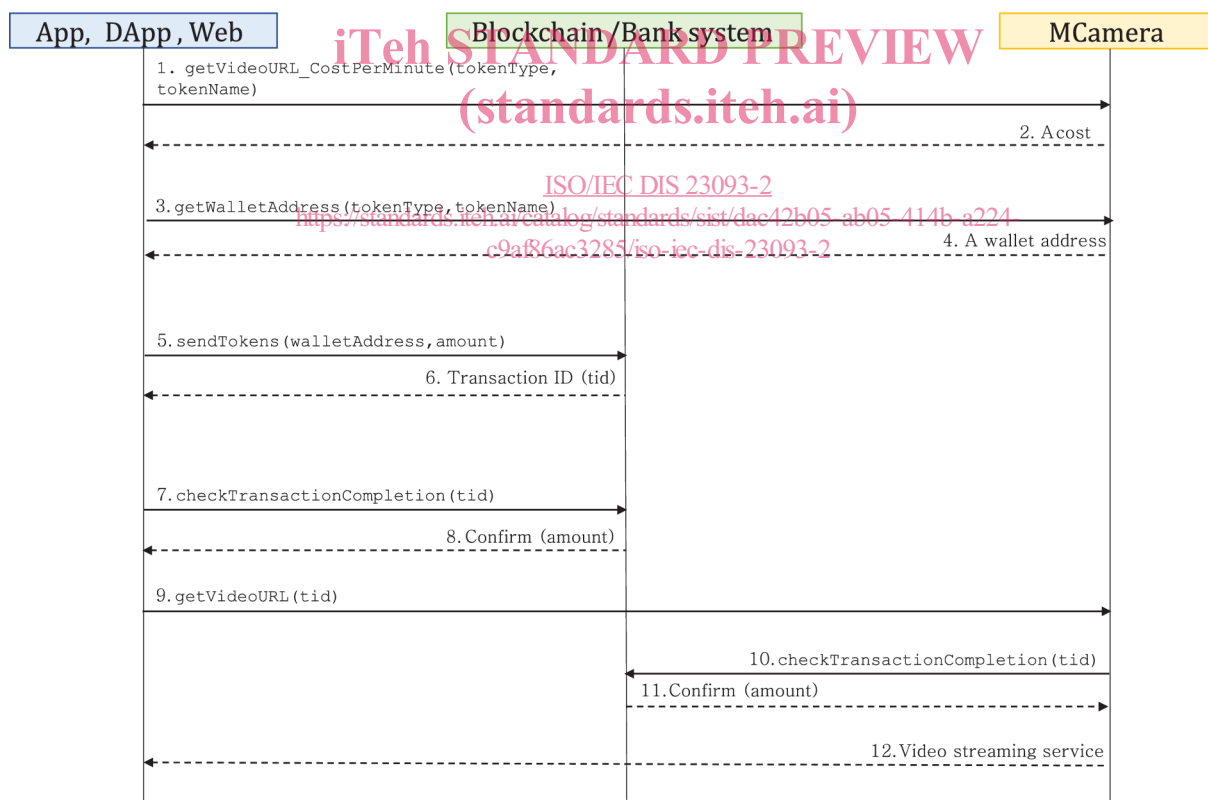 App, DApp, Web
Blockchain/Bank system
MCamera
iTeh STANDARD PREVIEW
(standards.iteh.ai)
1. getVideoURL_CostPerMinute(tokenType,
tokenName)
2. A cost
ISO/IEC DIS 23093-2
3.getWalletAddress(tokenType,tokenName)
https://standards.iteh.ai/catalog/standards/sist/dac42b05-ab05-414b-a224-
c9af86ac3285/iso-iec-dis-23093-2
4. A wallet address
5.sendTokens(walletAddress,amount)
6. Transaction ID (tid)
7.checkTransactionCompletion(tid)
8.Confirm (amount)
9.getVideoURL(tid)
10.checkTransactionCompletion(tid)
11.Confirm (amount)
12.Video streaming service